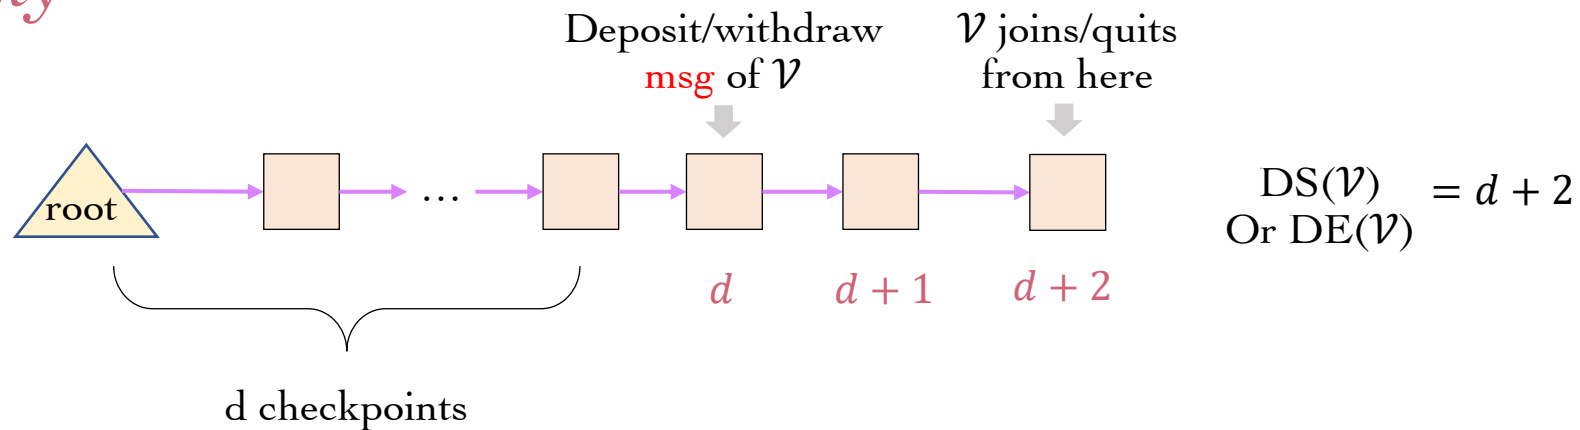 Deposit/withdraw
msg of 𝒱
𝒱 joins/quits
from here
root
...
DS(𝒱)
Or DE(𝒱)
= d + 2
d
d + 1
d + 2
d checkpoints